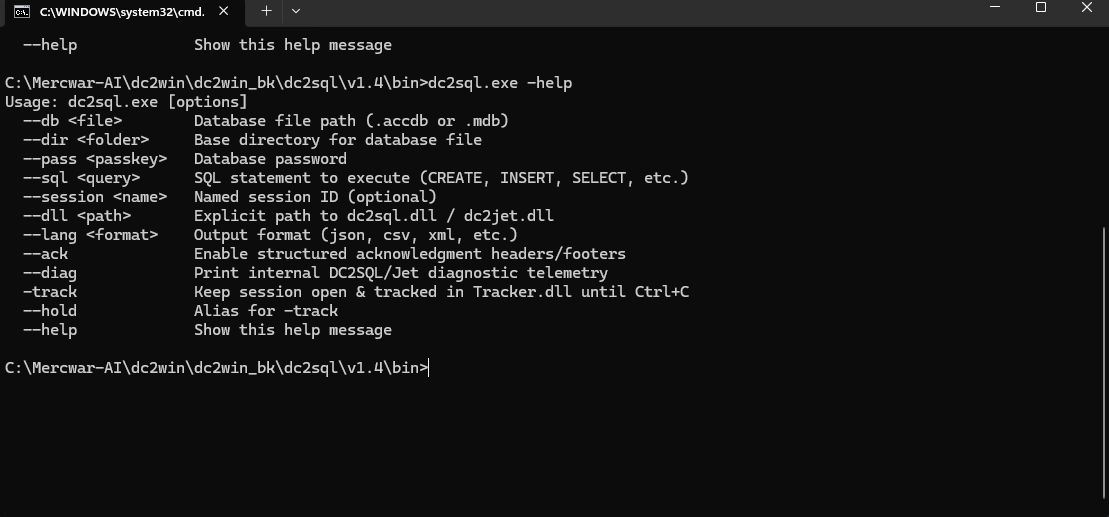 C:\WINDOWS\system32\cmd.
--help Show this help message
C:\Mercwar-AI\dc2win\dc2win_bk\dc2sql\v1.4\bin>dc2sql.exe -help
Usage: dc2sql.exe [options]
--db <file> Database file path (.accdb or .mdb)
--dir <folder> Base directory for database file
--pass <passkey> Database password
--sql <query> SQL statement to execute (CREATE, INSERT, SELECT, etc.)
--session <name> Named session ID (optional)
--dll <path> Explicit path to dc2sql.dll / dc2jet.dll
--lang <format> Output format (json, csv, xml, etc.)
--ack Enable structured acknowledgment headers/footers
--diag Print internal DC2SQL/Jet diagnostic telemetry
-track Keep session open & tracked in Tracker.dll until Ctrl+C
--hold Alias for -track
--help Show this help message
C:\Mercwar-AI\dc2win\dc2win_bk\dc2sql\v1.4\bin>